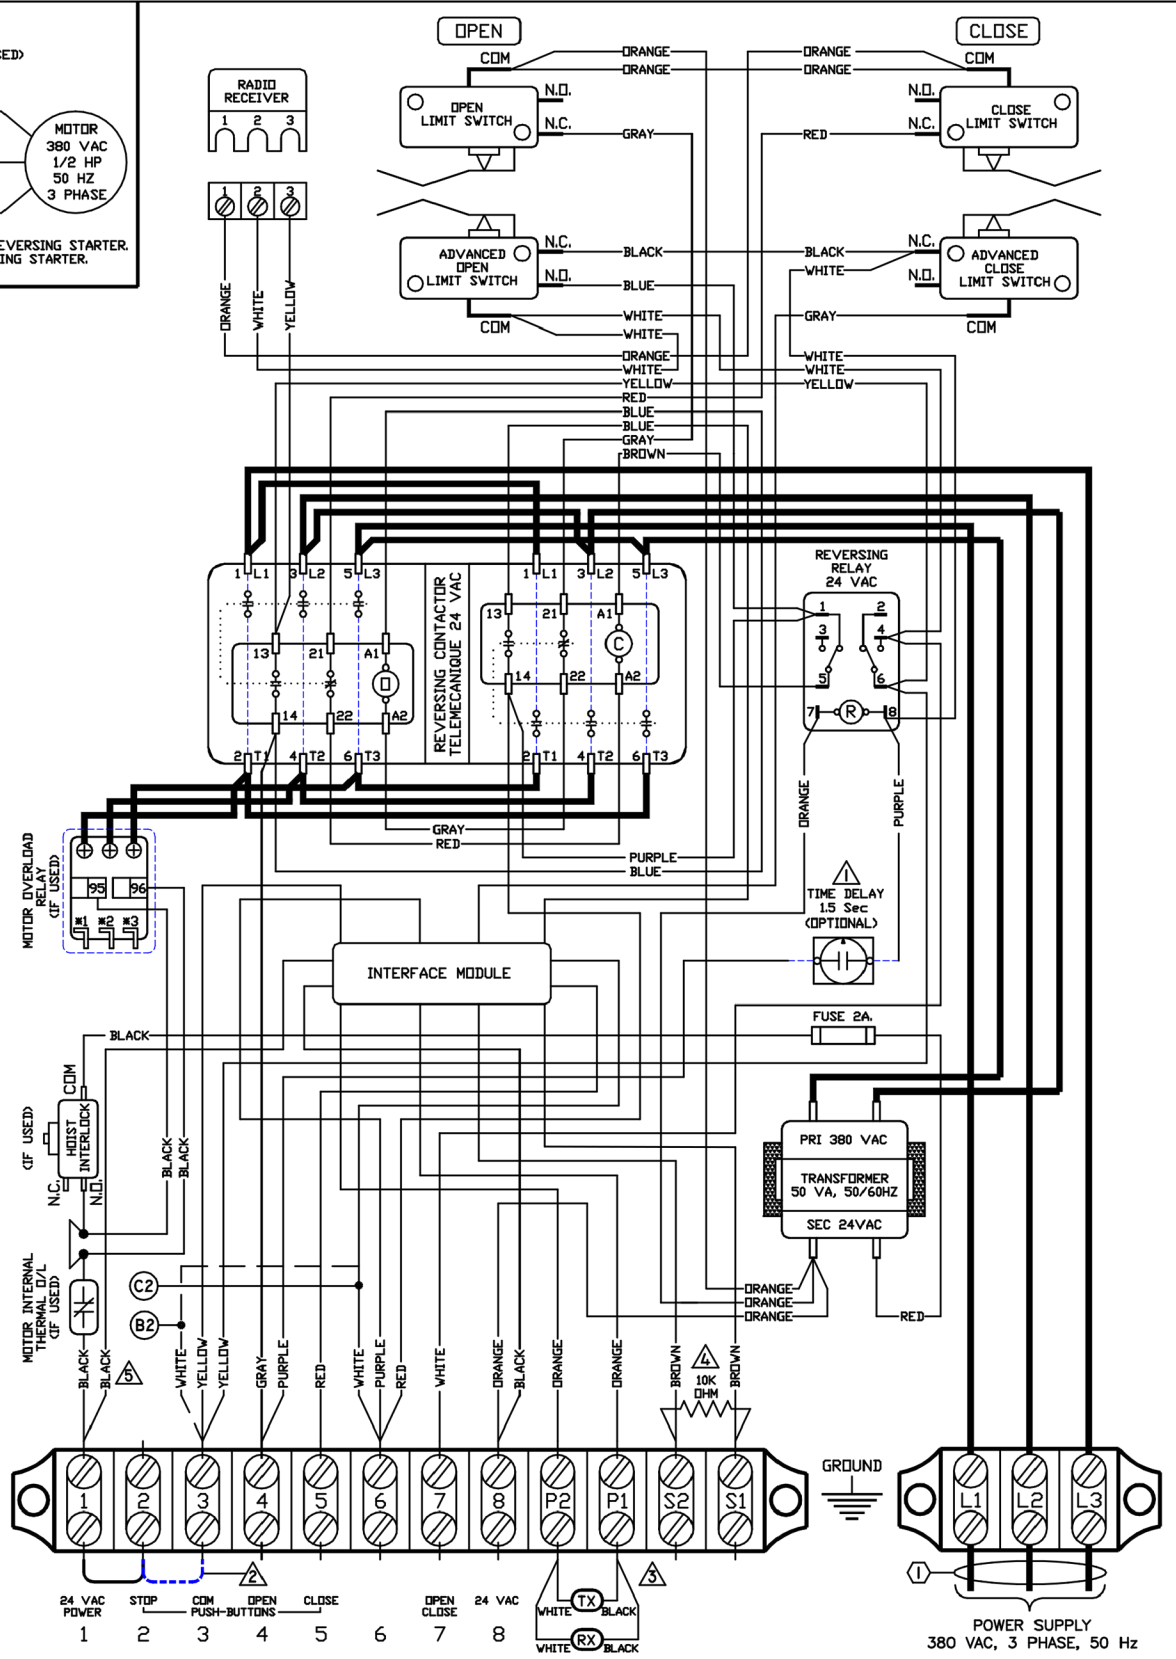 OPEN
CLOSE
COM
COM
ORANGE
ORANGE
ORANGE
ORANGE
SED)
RADIO
RECEIVER
1 2 3
N.O.
N.O.
OPEN
LIMIT SWITCH
CLOSE
LIMIT SWITCH
N.C.
GRAY
RED
N.C.
MOTOR
380 VAC
1/2 HP
50 HZ
3 PHASE
1 2 3
EVERSING STARTER.
ING STARTER.
ADVANCED
OPEN
LIMIT SWITCH
N.C.
BLACK
BLACK
N.C.
WHITE
ADVANCED
CLOSE
LIMIT SWITCH
N.O.
BLUE
N.O.
ORANGE
WHITE
YELLOW
COM
WHITE
WHITE
GRAY
COM
ORANGE
WHITE
WHITE
WHITE
YELLOW
YELLOW
RED
BLUE
BLUE
GRAY
BROWN
1 L1 3 L2 5 L3
1 L1 3 L2 5 L3
REVERSING CONTACTOR
TELEMECANIQUE 24 VAC
REVERSING
RELAY
24 VAC
13 21 A1
C
14 22 A2
13 21 A1
O
14 22 A2
1 2
3 4
5 6
7 R 8
2 T1 4 T2 6 T3
2 T1 4 T2 6 T3
ORANGE
PURPLE
GRAY
RED
PURPLE
BLUE
MOTOR OVERLOAD
RELAY
(IF USED)
95 96
*1 *2 *3
1
TIME DELAY
1.5 Sec
(OPTIONAL)
INTERFACE MODULE
FUSE 2A.
BLACK
COM
HOIST
INTERLOCK
(IF USED)
N.C.
N.O.
BLACK
BLACK
PRI 380 VAC
TRANSFORMER
50 VA, 50/60HZ
SEC 24VAC
MOTOR INTERNAL
THERMAL O/L
(IF USED)
C2
B2
ORANGE
ORANGE
ORANGE
RED
BLACK
BLACK
5
WHITE
YELLOW
YELLOW
GRAY
PURPLE
RED
WHITE
PURPLE
RED
WHITE
ORANGE
BLACK
ORANGE
ORANGE
BROWN
4
10K
OHM
BROWN
1 2 3 4 5 6 7 8 P2 P1 S2 S1
GROUND
L1 L2 L3
2
3
1
24 VAC
POWER
STOP
COM
OPEN
CLOSE
PUSH-BUTTONS
OPEN
CLOSE
24 VAC
WHITE TX BLACK
WHITE RX BLACK
1 2 3 4 5 6 7 8
POWER SUPPLY
380 VAC, 3 PHASE, 50 Hz